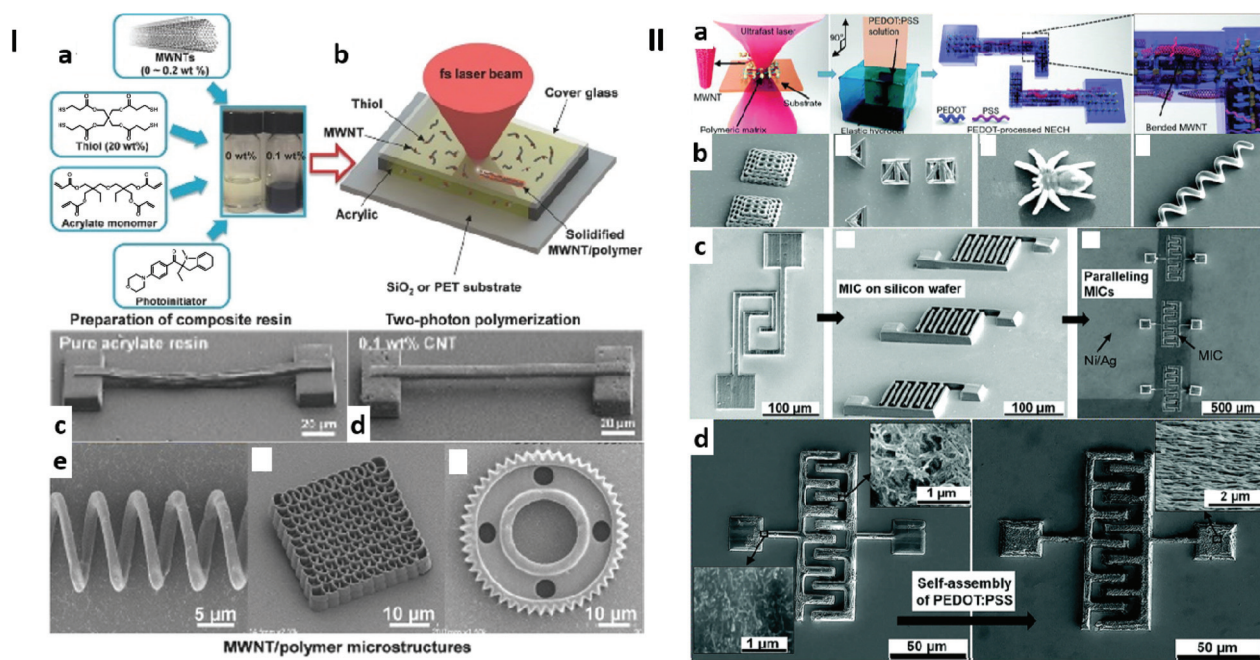 I
a
MWNTs
(0 ~ 0.2 wt %)
HS
SH
HS
SH
Thiol (20 wt%)
Acrylate monomer
Photoinitiator
0 wt%
0.1 wt%
Preparation of composite resin
b
fs laser beam
Thiol
MWNT
Cover glass
Acrylic
Solidified
MWNT/polymer
SiO2 or PET substrate
Two-photon polymerization
Pure acrylate resin
c
20 μm
0.1 wt% CNT
d
20 μm
e
5 μm
10 μm
10 μm
MWNT/polymer microstructures
II
a
Ultrafast laser
MWNT
Substrate
Polymeric matrix
90°
PEDOT:PSS
solution
Elastic hydrogel
PEDOT
PSS
PEDOT-processed NECH
Bended MWNT
b
c
100 μm
MIC on silicon wafer
100 μm
Paralleling
MICs
Ni/Ag
MIC
500 μm
d
1 μm
1 μm
50 μm
Self-assembly
of PEDOT:PSS
2 μm
50 μm